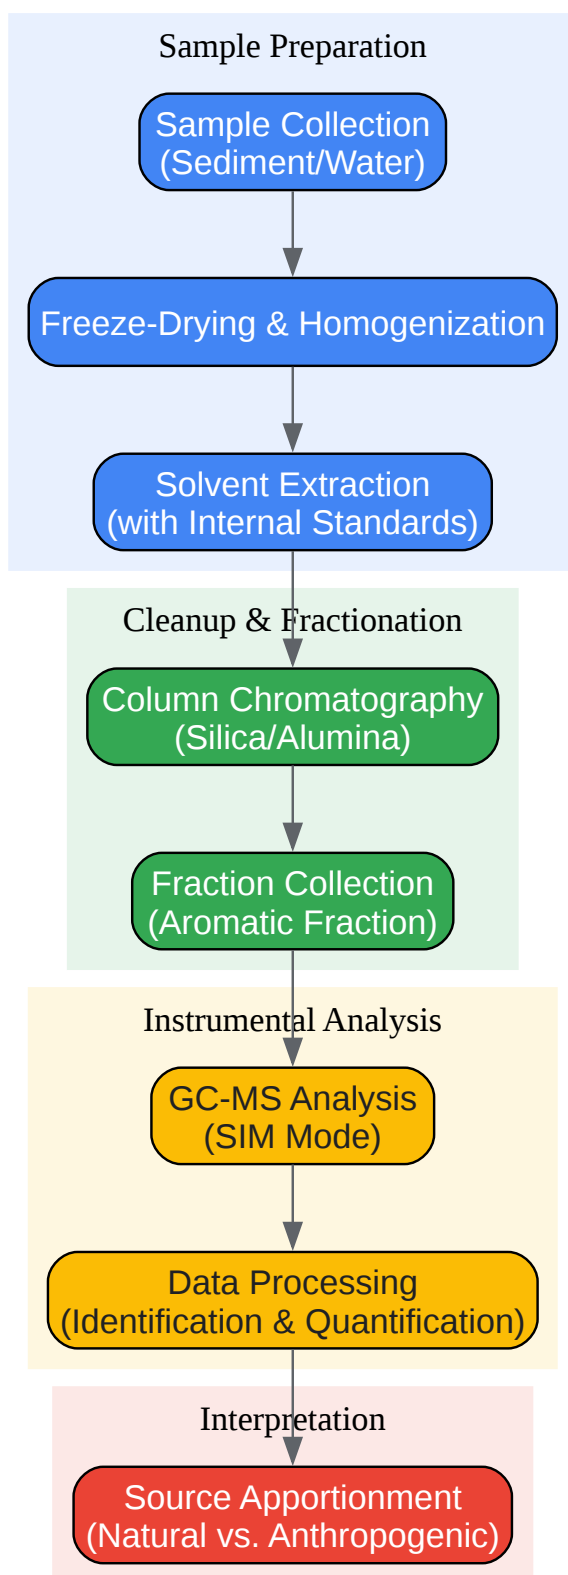 Sample Preparation
Sample Collection
(Sediment/Water)
Freeze-Drying & Homogenization
Solvent Extraction
(with Internal Standards)
Cleanup & Fractionation
Column Chromatography
(Silica/Alumina)
Fraction Collection
(Aromatic Fraction)
Instrumental Analysis
GC-MS Analysis
(SIM Mode)
Data Processing
(Identification & Quantification)
Interpretation
Source Apportionment
(Natural vs. Anthropogenic)